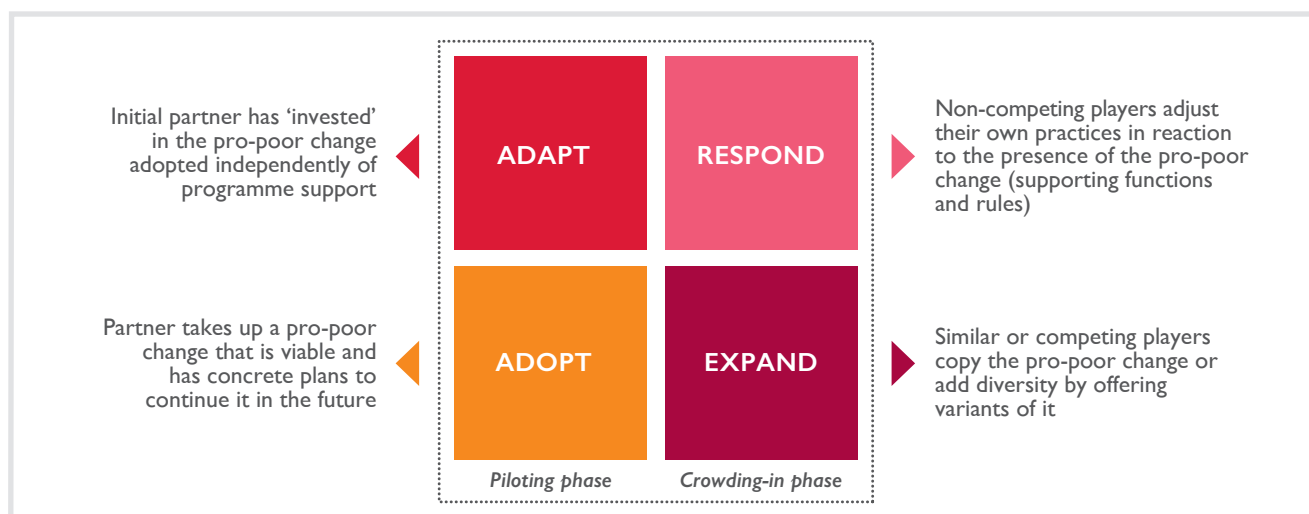 Initial partner has ‘invested’
in the pro-poor change
adopted independently of
programme support
ADAPT
RESPOND
Non-competing players adjust
their own practices in reaction
to the presence of the pro-poor
change (supporting functions
and rules)
Partner takes up a pro-poor
change that is viable and
has concrete plans to
continue it in the future
ADOPT
EXPAND
Similar or competing players
copy the pro-poor change or
add diversity by offering
variants of it
Piloting phase
Crowding-in phase